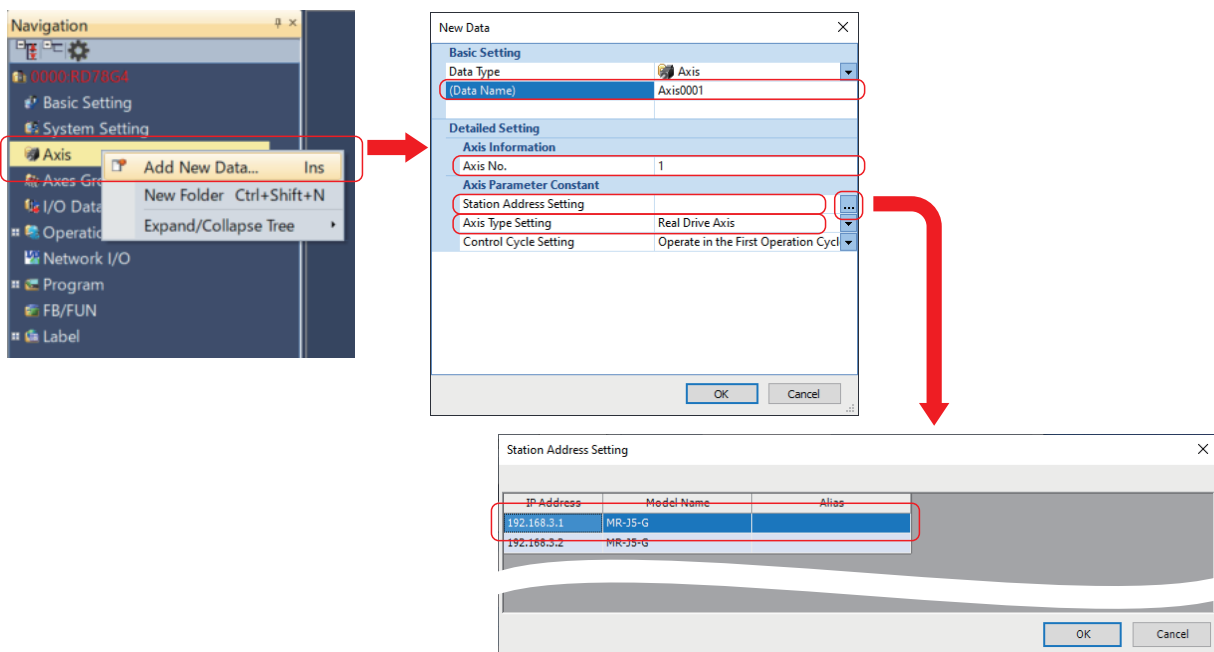 Navigation
0000:RD78G4
Basic Setting
System Setting
Axis
Add New Data... Ins
Axes Gr
New Folder Ctrl+Shift+N
I/O Data
Expand/Collapse Tree
Operatio
Network I/O
Program
FB/FUN
Label
New Data
Basic Setting
Data Type Axis
(Data Name) Axis0001
Detailed Setting
Axis Information
Axis No. 1
Axis Parameter Constant
Station Address Setting ...
Axis Type Setting Real Drive Axis
Control Cycle Setting Operate in the First Operation Cycl
OK Cancel
Station Address Setting
IP Address Model Name Alias
192.168.3.1 MR-J5-G
192.168.3.2 MR-J5-G
OK Cancel